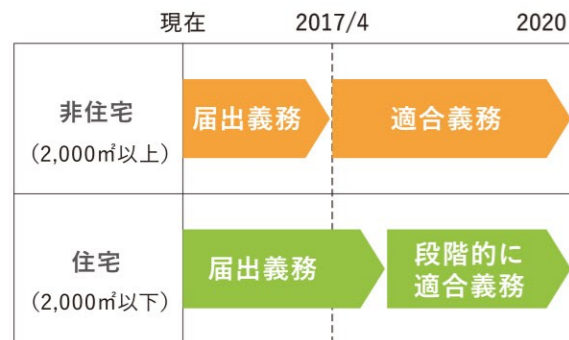 現在 2017/4 2020
非住宅
（2,000㎡以上）
届出義務
適合義務
住宅
（2,000㎡以下）
届出義務
段階的に
適合義務